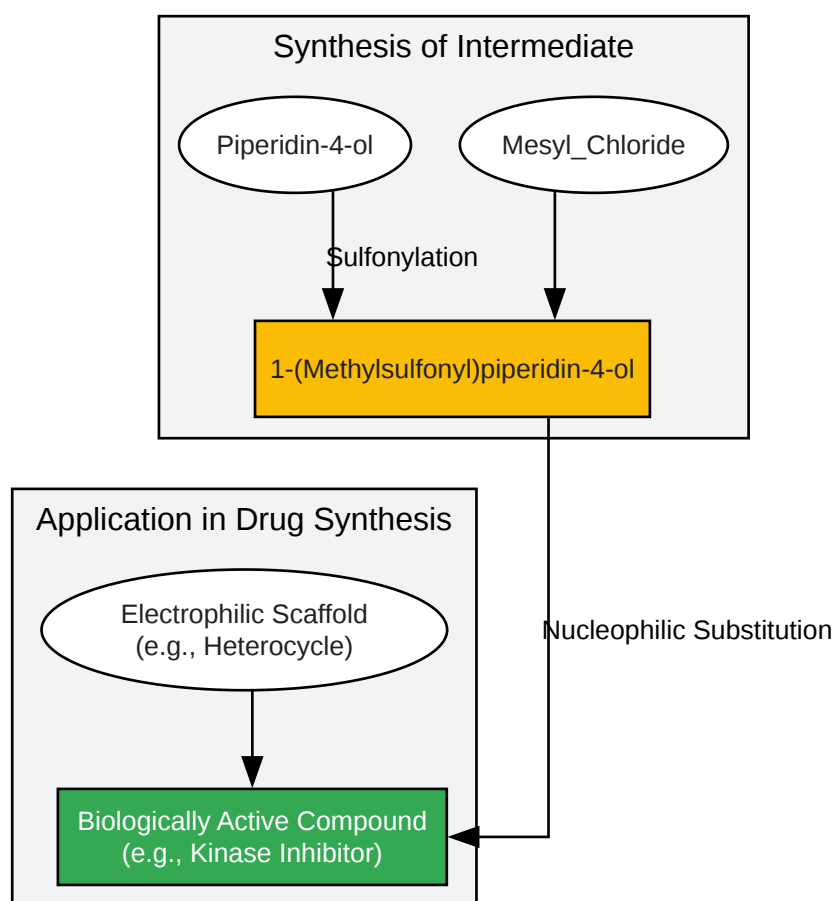 Synthesis of Intermediate
Piperidin-4-ol
Mesyl_Chloride
Sulfonylation
1-(Methylsulfonyl)piperidin-4-ol
Application in Drug Synthesis
Electrophilic Scaffold
(e.g., Heterocycle)
Nucleophilic Substitution
Biologically Active Compound
(e.g., Kinase Inhibitor)